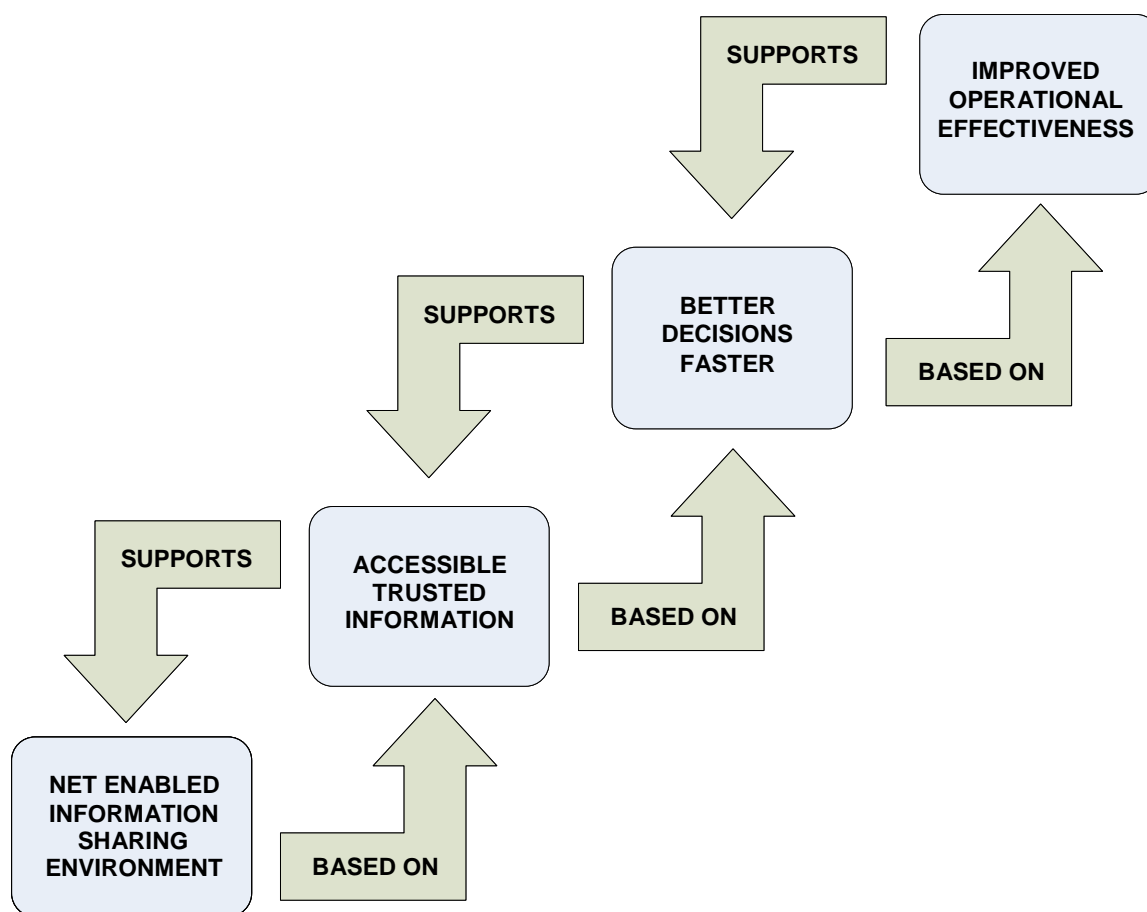 SUPPORTS
IMPROVED
OPERATIONAL
EFFECTIVENESS
SUPPORTS
BETTER
DECISIONS
FASTER
BASED ON
SUPPORTS
ACCESSIBLE
TRUSTED
INFORMATION
BASED ON
NET ENABLED
INFORMATION
SHARING
ENVIRONMENT
BASED ON